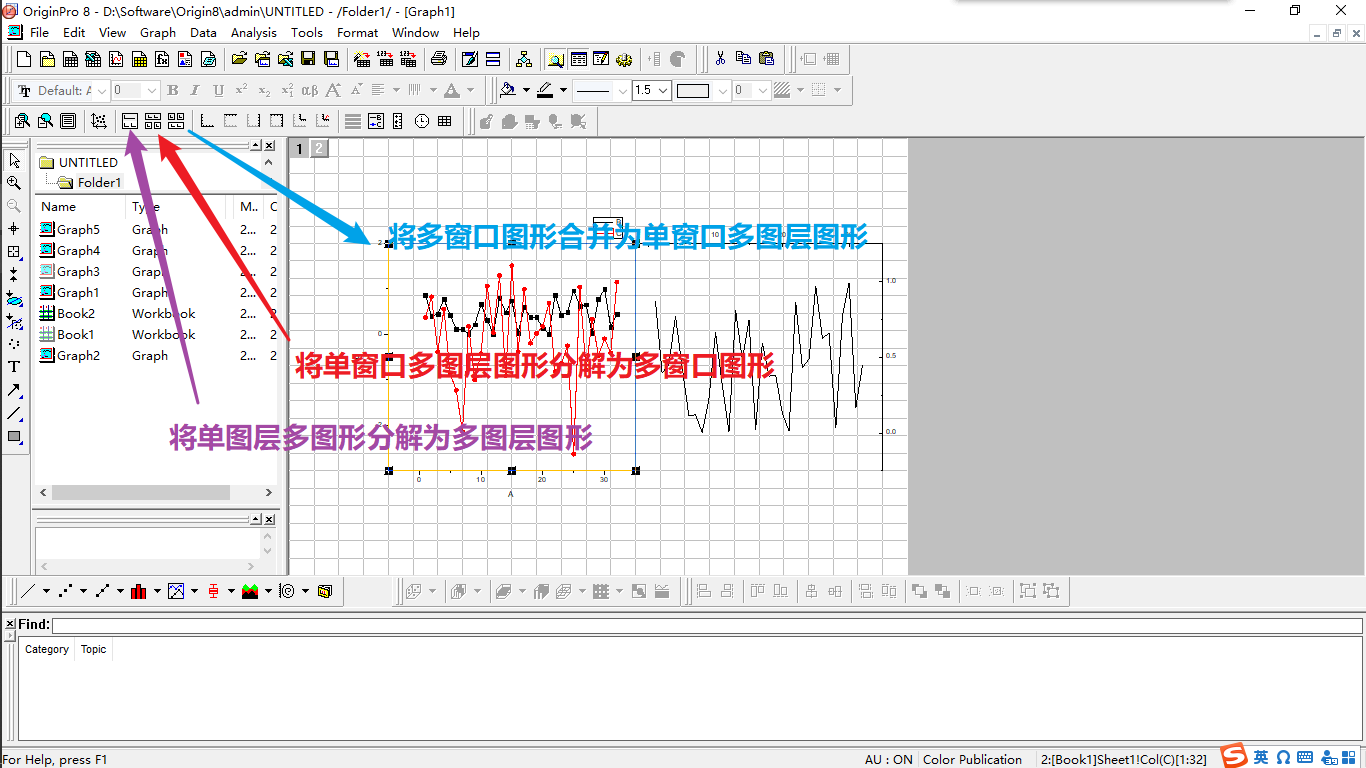 OriginPro 8 - D:\Software\Origin8\admin\UNTITLED - /Folder1/ - [Graph1]
File Edit View Graph Data Analysis Tools Format Window Help
Default: A 0 B I U x² x₂ αβ A A A 1.5 0
UNTITLED
Folder1
1 2
Name Type M.. C
Graph5 Graph 2... 2
Graph4 Graph 2... 2
Graph3 Graph 2... 2
Graph1 Graph 2... 2
Book2 Workbook 2... 2
Book1 Workbook 2... 2
Graph2 Graph 2... 2
将多窗口图形合并为单窗口多图层图形
将单窗口多图层图形分解为多窗口图形
将单图层多图形分解为多图层图形
B
C
2
0
10
1.0
0.5
0.0
0 10 20 30
A
T
Find:
Category Topic
For Help, press F1 AU : ON Color Publication 2:[Book1]Sheet1!Col(C)[1:32]
S 英